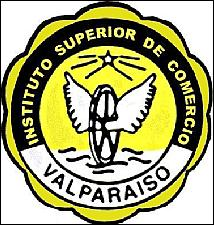 INSTITUTO SUPERIOR DE COMERCIO
VALPARAISO